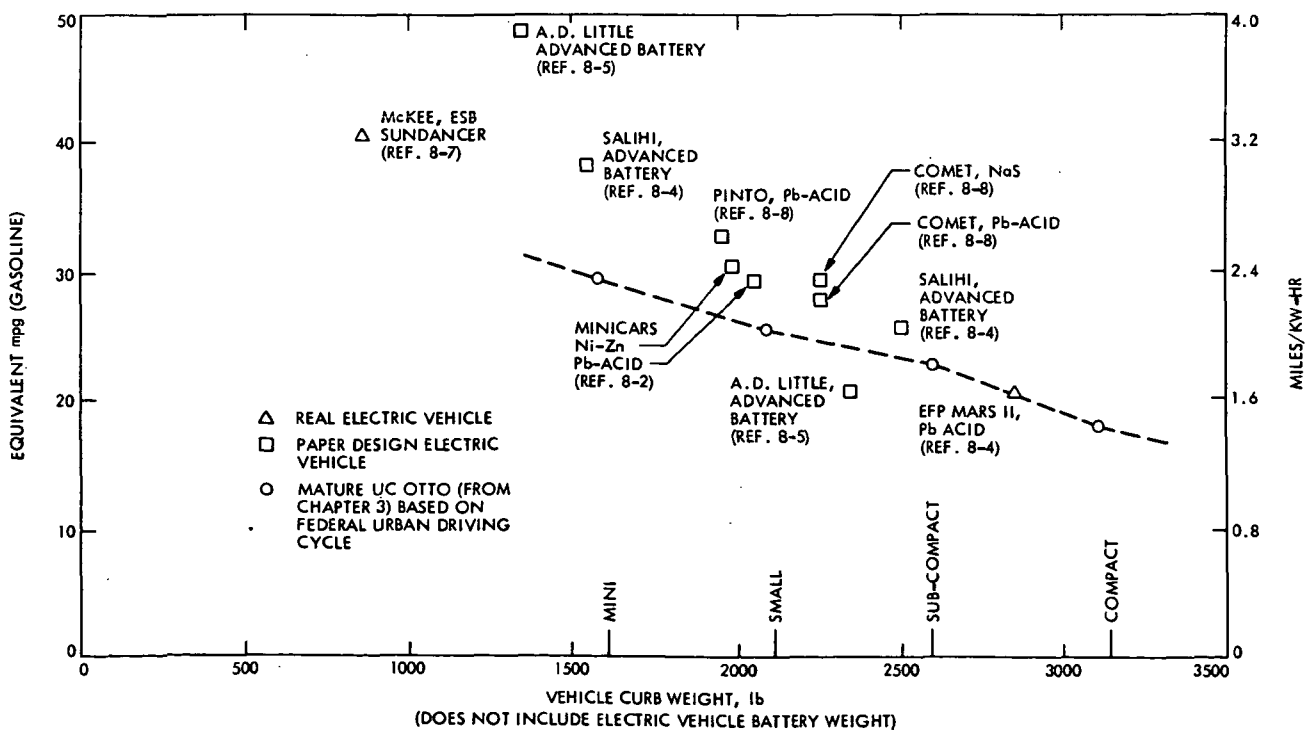 50
40
30
20
10
0
EQUIVALENT mpg (GASOLINE)
A.D. LITTLE
ADVANCED BATTERY
(REF. 8-5)
McKEE, ESB
SUNDANCER
(REF. 8-7)
SALIHI,
ADVANCED
BATTERY
(REF. 8-4)
PINTO, Pb-ACID
(REF. 8-8)
COMET, NaS
(REF. 8-8)
COMET, Pb-ACID
(REF. 8-8)
SALIHI,
ADVANCED
BATTERY
(REF. 8-4)
MINICARS
Ni-Zn
Pb-ACID
(REF. 8-2)
A.D. LITTLE,
ADVANCED
BATTERY
(REF. 8-5)
EFP MARS II,
Pb ACID
(REF. 8-4)
REAL ELECTRIC VEHICLE
PAPER DESIGN ELECTRIC
VEHICLE
MATURE UC OTTO (FROM
CHAPTER 3) BASED ON
FEDERAL URBAN DRIVING
CYCLE
MINI
SMALL
SUB-COMPACT
COMPACT
4.0
3.2
2.4
1.6
0.8
0
MILES/KW-HR
0 500 1000 1500 2000 2500 3000 3500
VEHICLE CURB WEIGHT, lb
(DOES NOT INCLUDE ELECTRIC VEHICLE BATTERY WEIGHT)